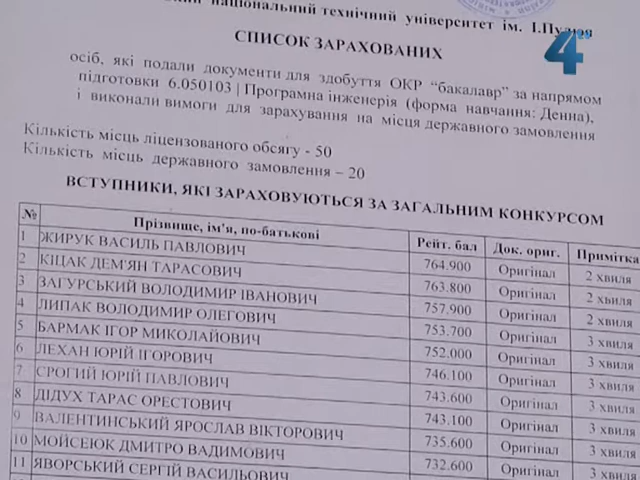 національний технічний університет ім. І.Пулюя
СПИСОК ЗАРАХОВАНИХ
4
осіб, які подали документи для здобуття ОКР “бакалавр” за напрямом
підготовки 6.050103 | Програмна інженерія (форма навчання: Денна),
і виконали вимоги для зарахування на місця державного замовлення
Кількість місць ліцензованого обсягу - 50
Кількість місць державного замовлення – 20
ВСТУПНИКИ, ЯКІ ЗАРАХОВУЮТЬСЯ ЗА ЗАГАЛЬНИМ КОНКУРСОМ
№ Прізвище, ім’я, по-батькові Рейт. бал Док. ориг. Примітка
1 ЖИРУК ВАСИЛЬ ПАВЛОВИЧ 764.900 Оригінал 2 хвиля
2 КІЦАК ДЕМ'ЯН ТАРАСОВИЧ 763.800 Оригінал 2 хвиля
3 ЗАГУРСЬКИЙ ВОЛОДИМИР ІВАНОВИЧ 757.900 Оригінал 2 хвиля
4 ЛИПАК ВОЛОДИМИР ОЛЕГОВИЧ 753.700 Оригінал 3 хвиля
5 БАРМАК ІГОР МИКОЛАЙОВИЧ 752.000 Оригінал 3 хвиля
6 ЛЕХАН ЮРІЙ ІГОРОВИЧ 746.100 Оригінал 3 хвиля
7 СРОГИЙ ЮРІЙ ПАВЛОВИЧ 743.600 Оригінал 3 хвиля
8 ДІДУХ ТАРАС ОРЕСТОВИЧ 743.100 Оригінал 3 хвиля
9 ВАЛЕНТИНСЬКИЙ ЯРОСЛАВ ВІКТОРОВИЧ 735.600 Оригінал 3 хвиля
10 МОЙСЕЮК ДМИТРО ВАДИМОВИЧ 732.600 Оригінал 3 хвиля
11 ЯВОРСЬКИЙ СЕРГІЙ ВАСИЛЬОВИЧ